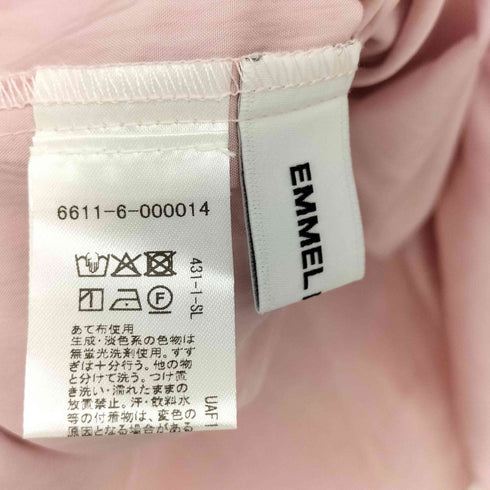 6611-6-000014
431-1-SL
あて布使用
生成・淡色系の色物は
無蛍光洗剤使用。すす
ぎは十分行う。他の物
と分けて洗う。つけ置
き洗い・濡れたままの
放置禁止。汗・飲料水
等の付着物は、変色の
原因となる場合がある
UAF1
EMMEL